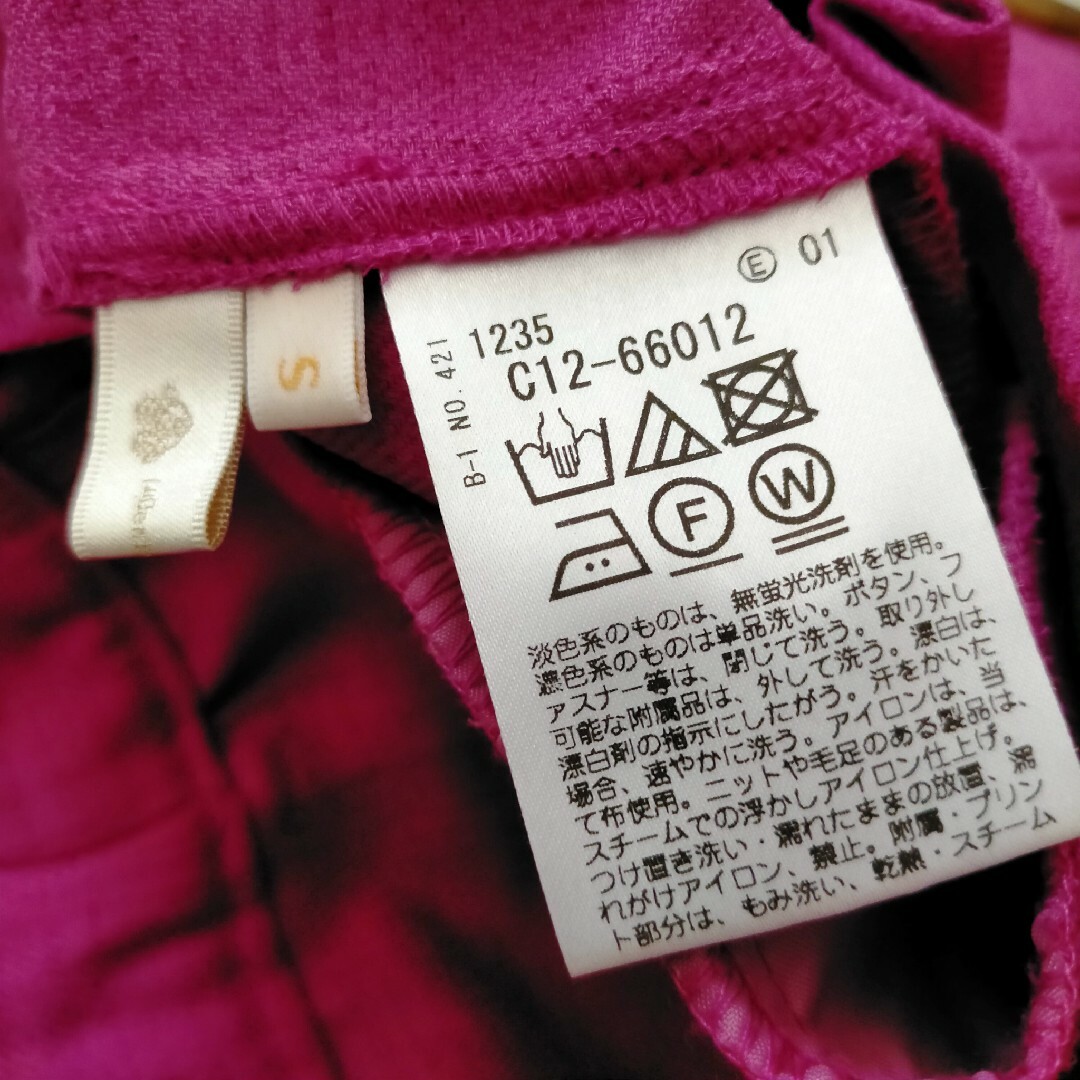 Ⓔ 01
B-1 NO. 421
1235
C12-66012
F
W
淡色系のものは、無蛍光洗剤を使用。
濃色系のものは単品洗い。ボタン、フ
ァスナー等は、閉じて洗う。取り外し
可能な附属品は、外して洗う。漂白は、
漂白剤の指示にしたがう。汗をかいた
場合、速やかに洗う。アイロンは、当
て布使用。ニットや毛足のある製品は、
スチームでの浮かしアイロン仕上げ。
つけ置き洗い・濡れたままの放置、濡
れがけアイロン、禁止。附属・プリン
ト部分は、もみ洗い、乾熱・スチーム
S